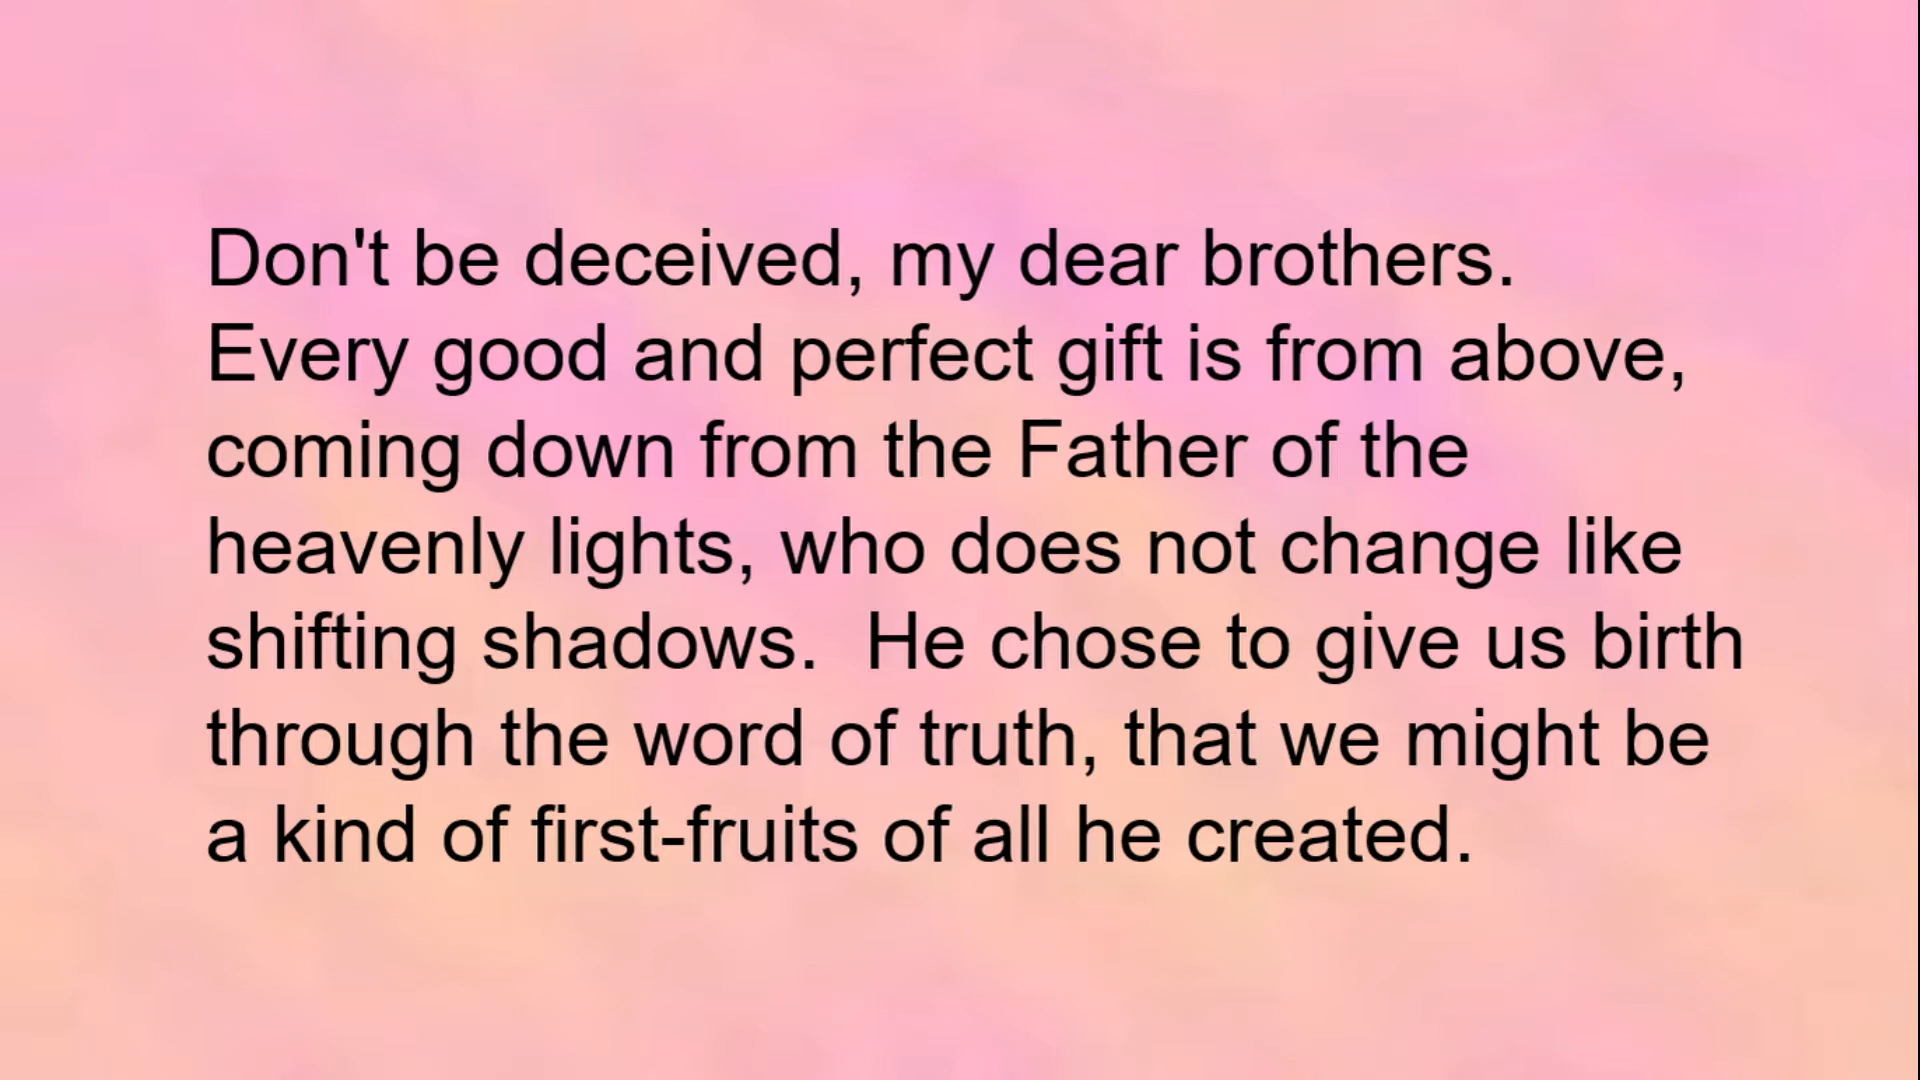 Don't be deceived, my dear brothers.
Every good and perfect gift is from above,
coming down from the Father of the
heavenly lights, who does not change like
shifting shadows.  He chose to give us birth
through the word of truth, that we might be
a kind of first-fruits of all he created.